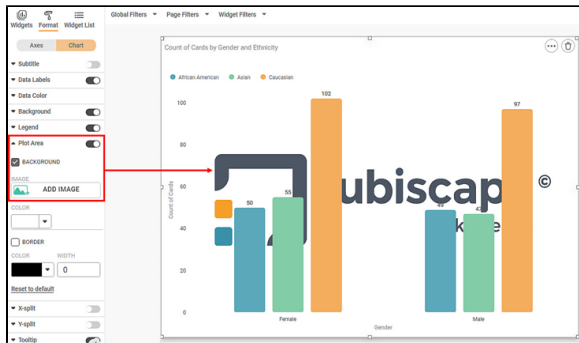 Widgets Format Widget List
Global Filters Page Filters Widget Filters
Axes Chart
Subtitle
Data Labels
Data Color
Background
Legend
Plot Area
BACKGROUND
IMAGE
ADD IMAGE
COLOR
BORDER
COLOR WIDTH
0
Reset to default
X-split
Y-split
Tooltip
Count of Cards by Gender and Ethnicity
African American Asian Caucasian
Count of Cards
100
80
60
40
20
0
50
55
102
49
97
ubiscap ©
Female
Male
Gender